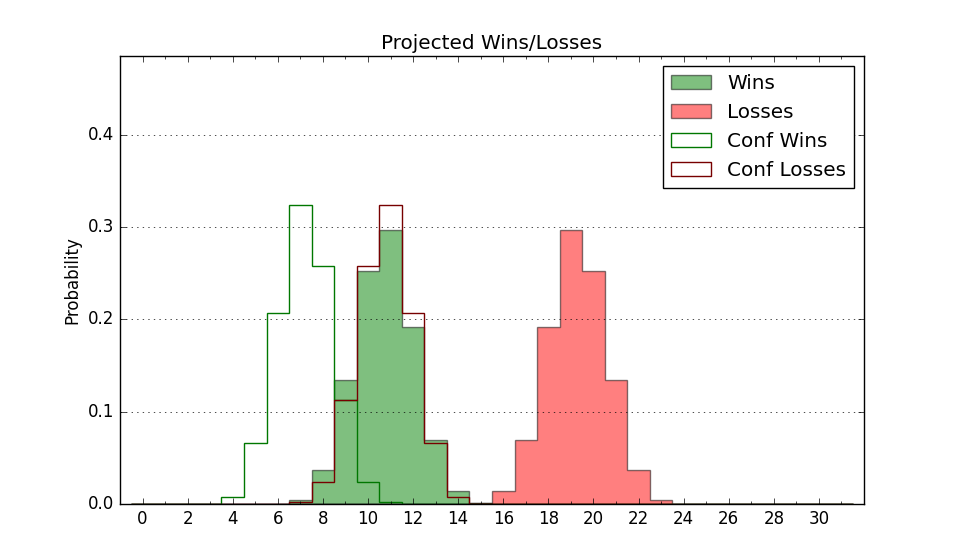 Projected Wins/Losses
Wins
Losses
Conf Wins
Conf Losses
Probability
0.4
0.3
0.2
0.1
0.0
0 2 4 6 8 10 12 14 16 18 20 22 24 26 28 30